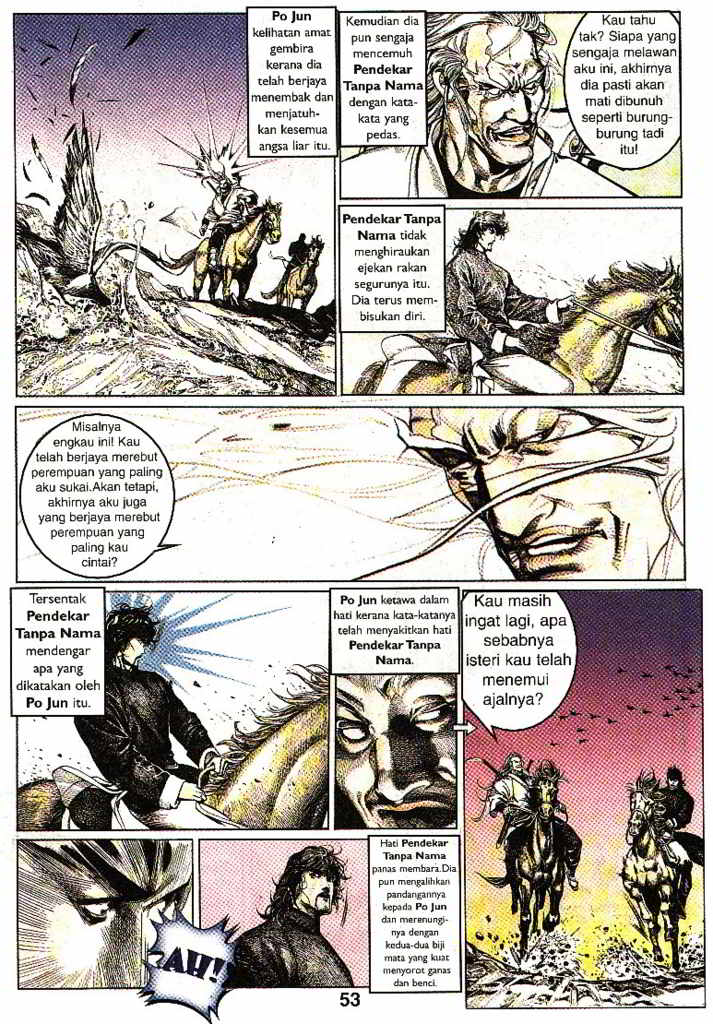 Po Jun
kelihatan amat
gembira
kerana dia
telah berjaya
menembak dan
menjatuh-
kan kesemua
angsa liar itu.
Kemudian dia
pun sengaja
mencemuh
Pendekar
Tanpa Nama
dengan kata-
kata yang
pedas.
Kau tahu
tak? Siapa yang
sengaja melawan
aku ini, akhirnya
dia pasti akan
mati dibunuh
seperti burung-
burung tadi
itu!
Pendekar Tanpa
Nama tidak
menghiraukan
ejekan rakan
segurunya itu.
Dia terus mem-
bisukan diri.
Misalnya
engkau ini! Kau
telah berjaya merebut
perempuan yang paling
aku sukai.Akan tetapi,
akhirnya aku juga
yang berjaya merebut
perempuan yang
paling kau
cintai?
Tersentak
Pendekar
Tanpa Nama
mendengar
apa yang
dikatakan oleh
Po Jun itu.
Po Jun ketawa dalam
hati kerana kata-katanya
telah menyakitkan hati
Pendekar Tanpa
Nama.
Kau masih
ingat lagi, apa
sebabnya
isteri kau telah
menemui
ajalnya?
AH!
Hati Pendekar
Tanpa Nama
panas membara.Dia
pun mengalihkan
pandangannya
kepada Po Jun
dan merenungi-
nya dengan
kedua-dua biji
mata yang kuat
menyorot ganas
dan benci.
53